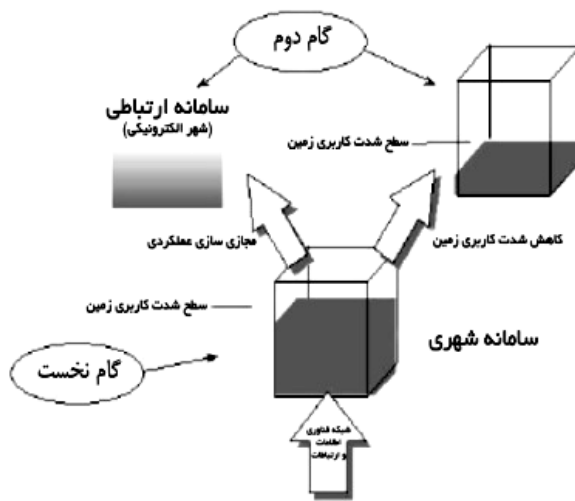 گام دوم
سامانه ارتباطی
(شهر الکترونیکی)
سطح شدت کاربری زمین
مجازی سازی عملکردی
کاهش شدت کاربری زمین
سطح شدت کاربری زمین
سامانه شهری
گام نخست
شبکه فناوری
اطلاعات
و ارتباطات